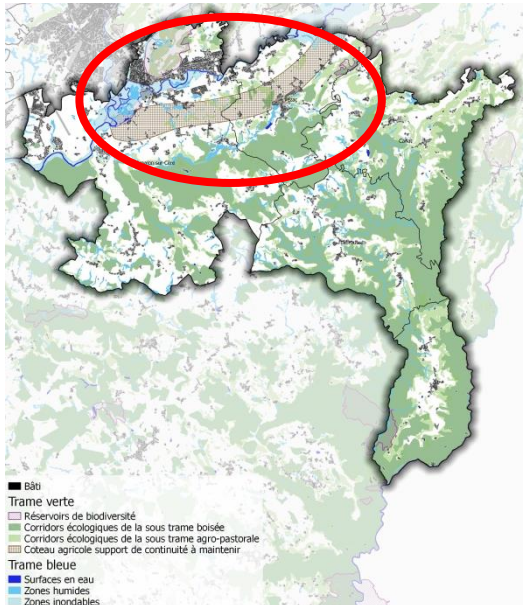 Cunlhat
Bâti
Trame verte
Réservoirs de biodiversité
Corridors écologiques de la sous trame boisée
Corridors écologiques de la sous trame agro-pastorale
Coteau agricole support de continuité à maintenir
Trame bleue
Surfaces en eau
Zones humides
Zones inondables